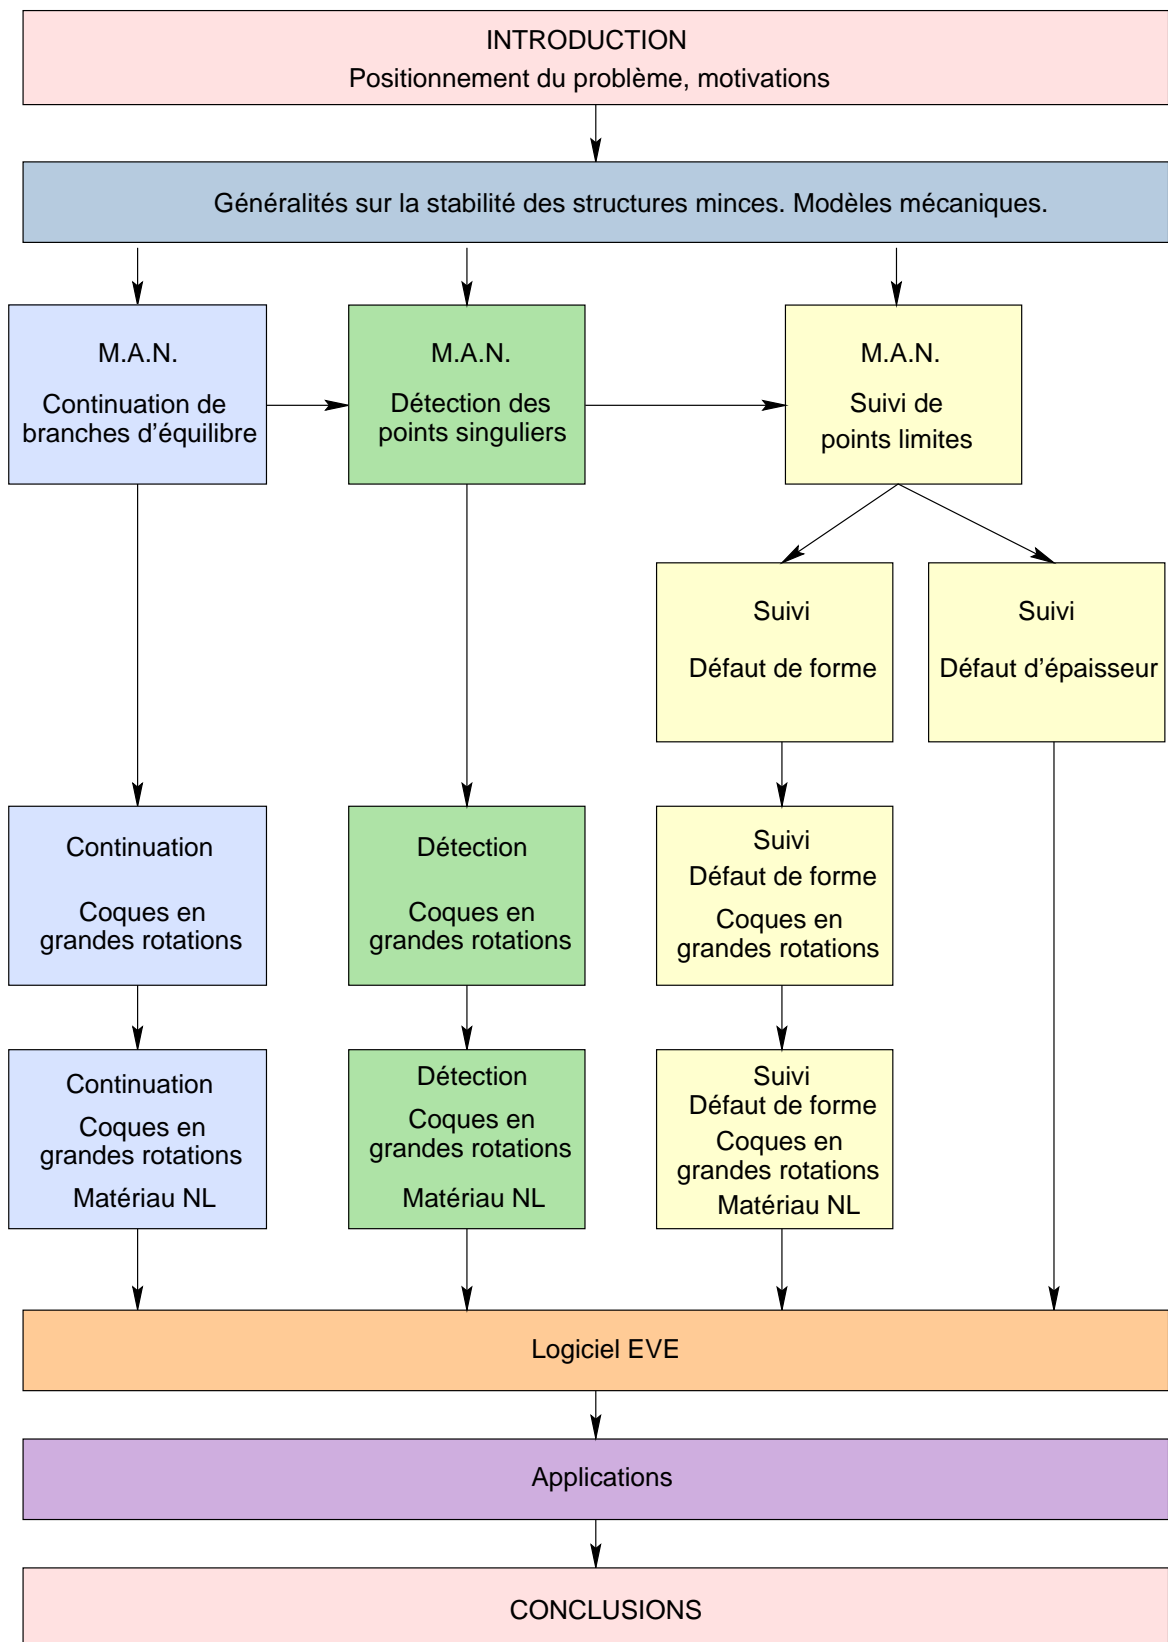 INTRODUCTION
Positionnement du problème, motivations
Généralités sur la stabilité des structures minces. Modèles mécaniques.
M.A.N.
Continuation de
branches d'équilibre
M.A.N.
Détection des
points singuliers
M.A.N.
Suivi de
points limites
Suivi
Défaut de forme
Suivi
Défaut d'épaisseur
Continuation
Coques en
grandes rotations
Détection
Coques en
grandes rotations
Suivi
Défaut de forme
Coques en
grandes rotations
Continuation
Coques en
grandes rotations
Matériau NL
Détection
Coques en
grandes rotations
Matériau NL
Suivi
Défaut de forme
Coques en
grandes rotations
Matériau NL
Logiciel EVE
Applications
CONCLUSIONS